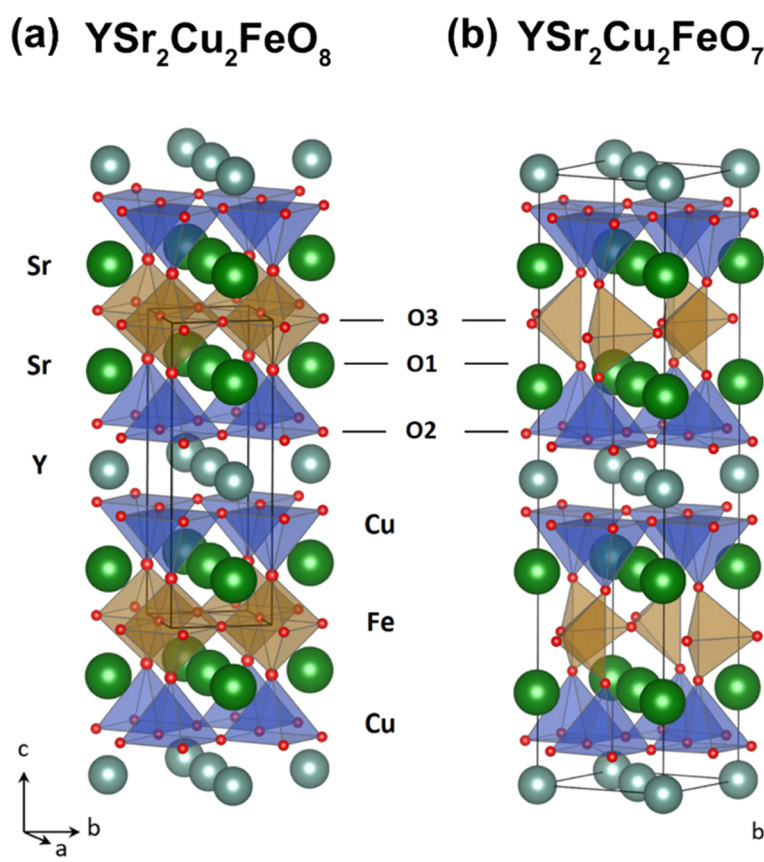 (a) YSr₂Cu₂FeO₈
(b) YSr₂Cu₂FeO₇
Sr
O3
Sr
O1
O2
Y
Cu
Fe
Cu
c
b
a
b